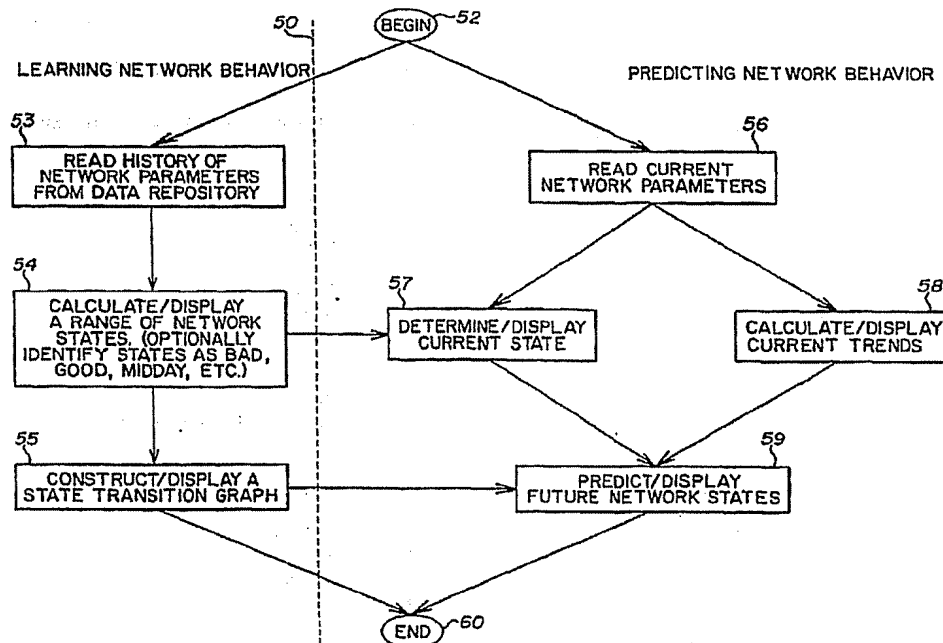 50
BEGIN
52
LEARNING NETWORK BEHAVIOR
PREDICTING NETWORK BEHAVIOR
53
READ HISTORY OF
NETWORK PARAMETERS
FROM DATA REPOSITORY
56
READ CURRENT
NETWORK PARAMETERS
54
CALCULATE/DISPLAY
A RANGE OF NETWORK
STATES, (OPTIONALLY
IDENTIFY STATES AS BAD,
GOOD, MIDDAY, ETC.)
57
DETERMINE/DISPLAY
CURRENT STATE
58
CALCULATE/DISPLAY
CURRENT TRENDS
55
CONSTRUCT/DISPLAY A
STATE TRANSITION GRAPH
59
PREDICT/DISPLAY
FUTURE NETWORK STATES
END
60